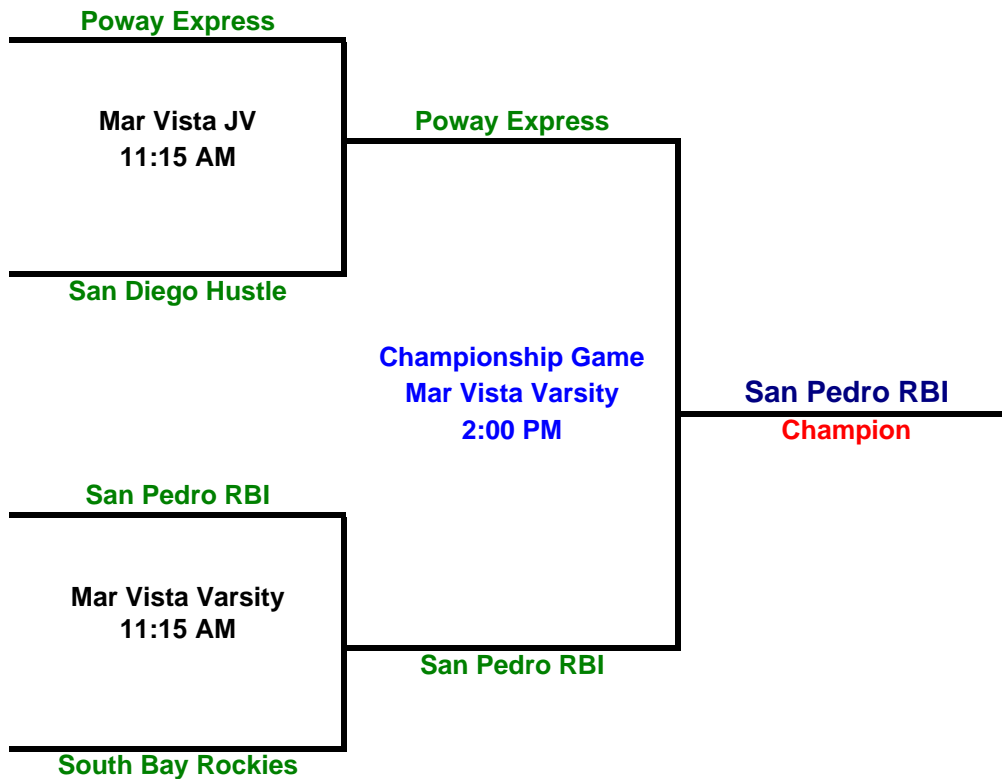 Poway Express
Mar Vista JV
11:15 AM
Poway Express
San Diego Hustle
Championship Game
Mar Vista Varsity
2:00 PM
San Pedro RBI
Champion
San Pedro RBI
Mar Vista Varsity
11:15 AM
San Pedro RBI
South Bay Rockies